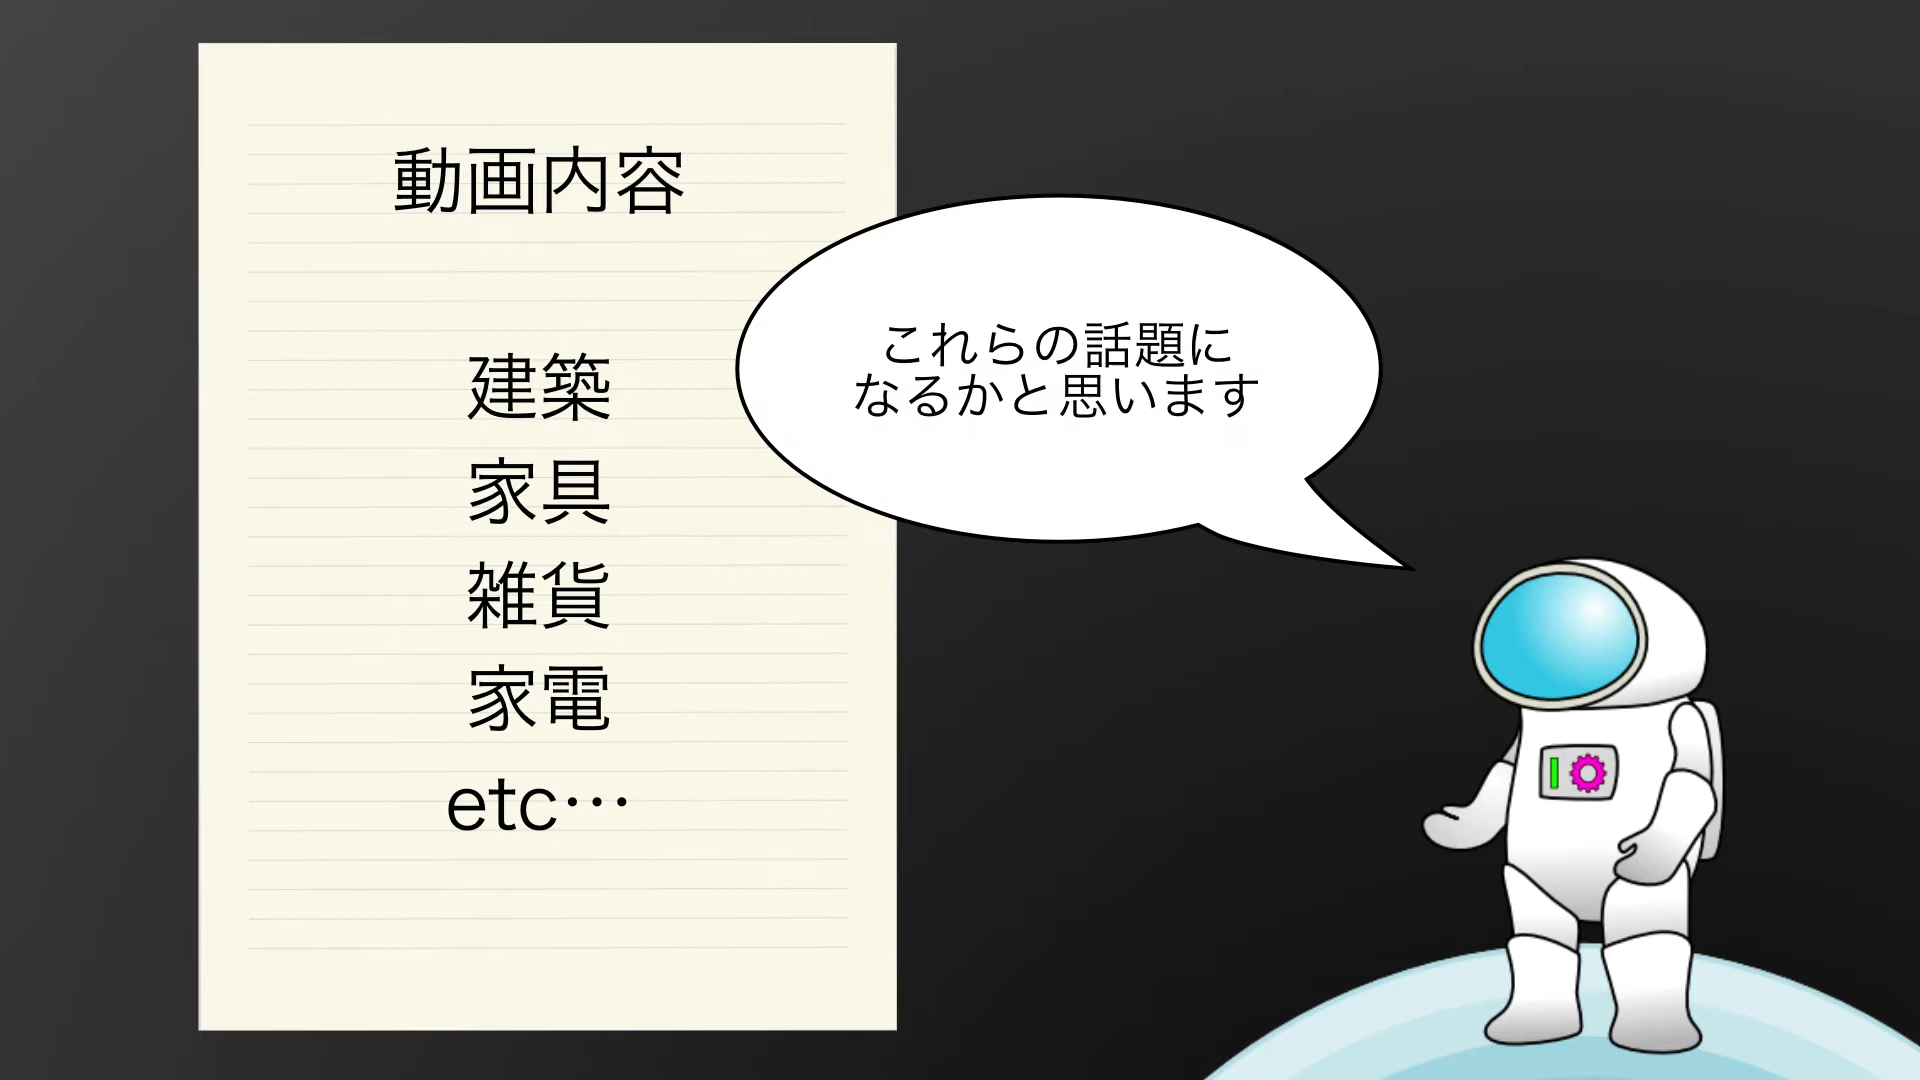 動画内容
建築
家具
雑貨
家電
etc…
これらの話題に
なるかと思います